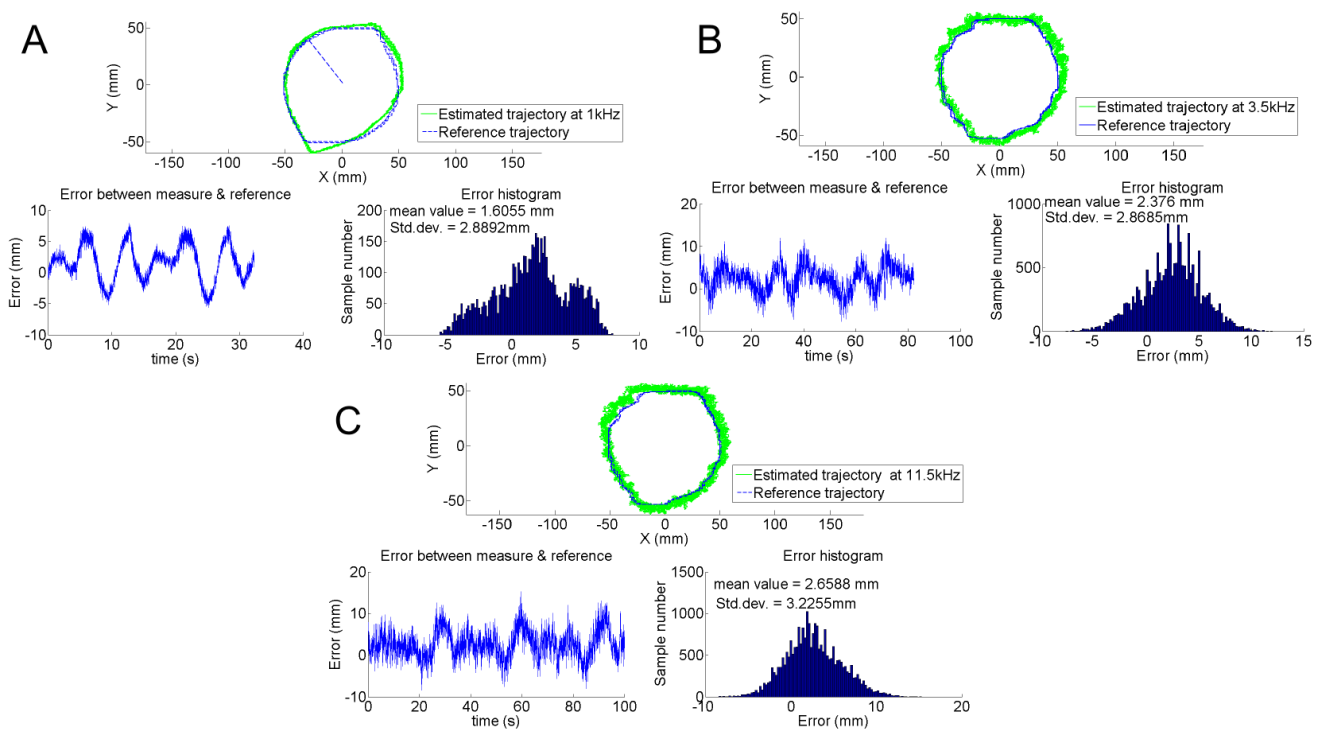 A
50
0
-50
Y (mm)
-150 -100 -50 0 50 100 150
X (mm)
Estimated trajectory at 1kHz
Reference trajectory
Error between measure & reference
10
5
0
-5
-10
Error (mm)
0 10 20 30 40
time (s)
Error histogram
mean value = 1.6055 mm
Std.dev. = 2.8892mm
200
150
100
50
0
Sample number
-10 -5 0 5 10
Error (mm)
B
50
0
-50
Y (mm)
-150 -100 -50 0 50 100 150
X (mm)
Estimated trajectory at 3.5kHz
Reference trajectory
Error between measure & reference
20
10
0
-10
Error (mm)
0 20 40 60 80 100
time (s)
Error histogram
mean value = 2.376 mm
Std.dev. = 2.8685mm
1000
500
0
Sample number
-10 -5 0 5 10 15
Error (mm)
C
50
0
-50
Y (mm)
-150 -100 -50 0 50 100 150
X (mm)
Estimated trajectory at 11.5kHz
Reference trajectory
Error between measure & reference
20
10
0
-10
Error (mm)
0 20 40 60 80 100
time (s)
Error histogram
mean value = 2.6588 mm
Std.dev. = 3.2255mm
1500
1000
500
0
Sample number
-10 0 10 20
Error (mm)